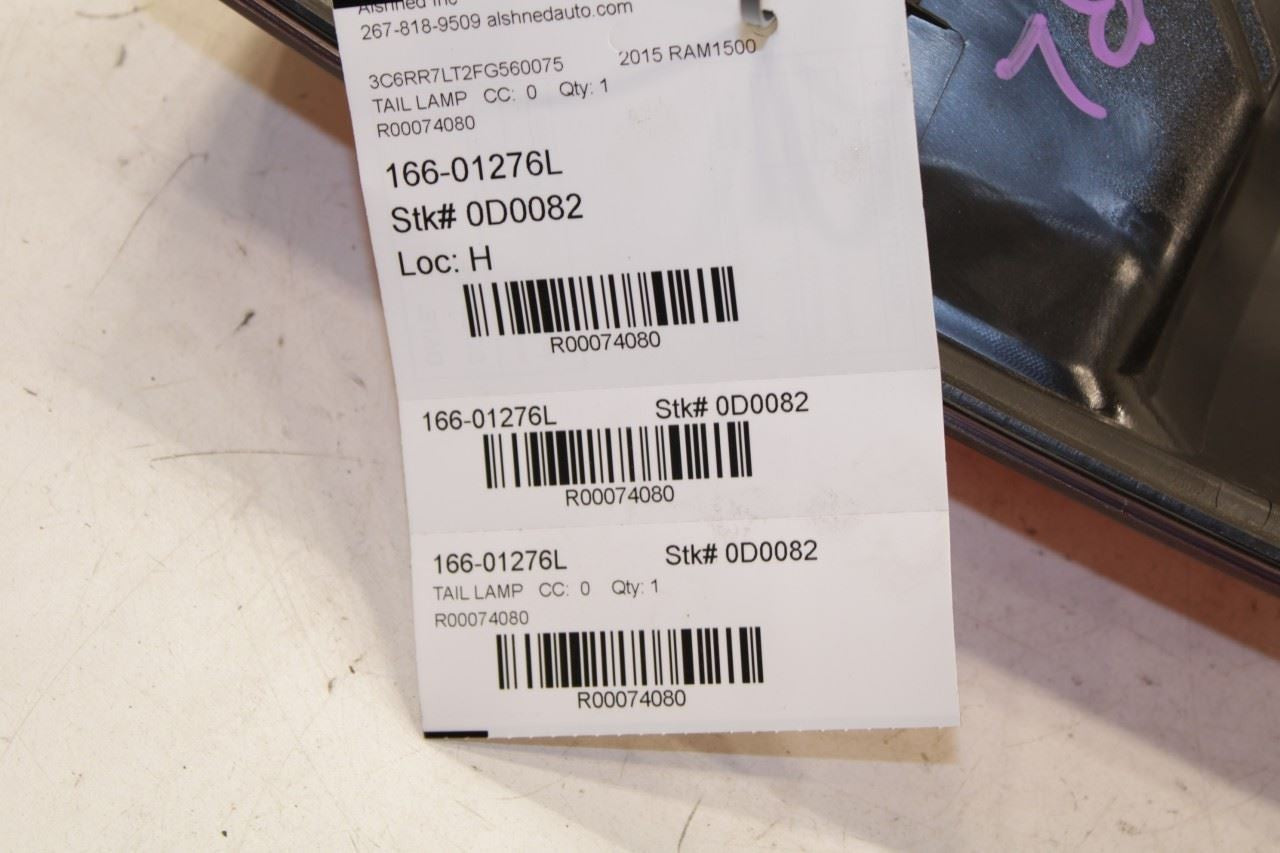 Alshned Inc
267-818-9509 alshnedauto.com
3C6RR7LT2FG560075 2015 RAM1500
TAIL LAMP CC: 0 Qty: 1
R00074080
166-01276L
Stk# 0D0082
Loc: H
R00074080
166-01276L Stk# 0D0082
R00074080
166-01276L Stk# 0D0082
TAIL LAMP CC: 0 Qty: 1
R00074080
R00074080